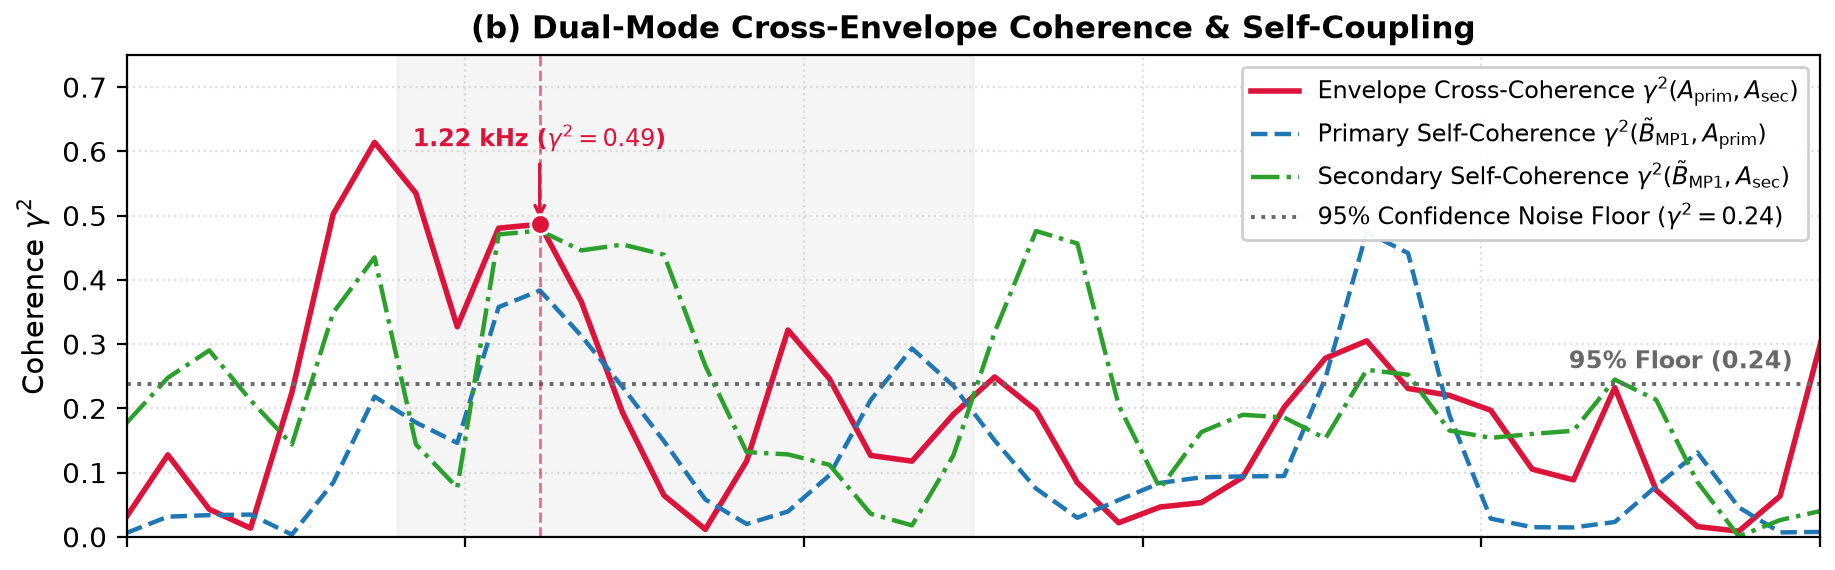 (b) Dual-Mode Cross-Envelope Coherence & Self-Coupling
Coherence γ²
0.7
0.6
0.5
0.4
0.3
0.2
0.1
0.0
1.22 kHz (γ² = 0.49)
Envelope Cross-Coherence γ²(A_prim, A_sec)
Primary Self-Coherence γ²(B̃_MP1, A_prim)
Secondary Self-Coherence γ²(B̃_MP1, A_sec)
95% Confidence Noise Floor (γ² = 0.24)
95% Floor (0.24)